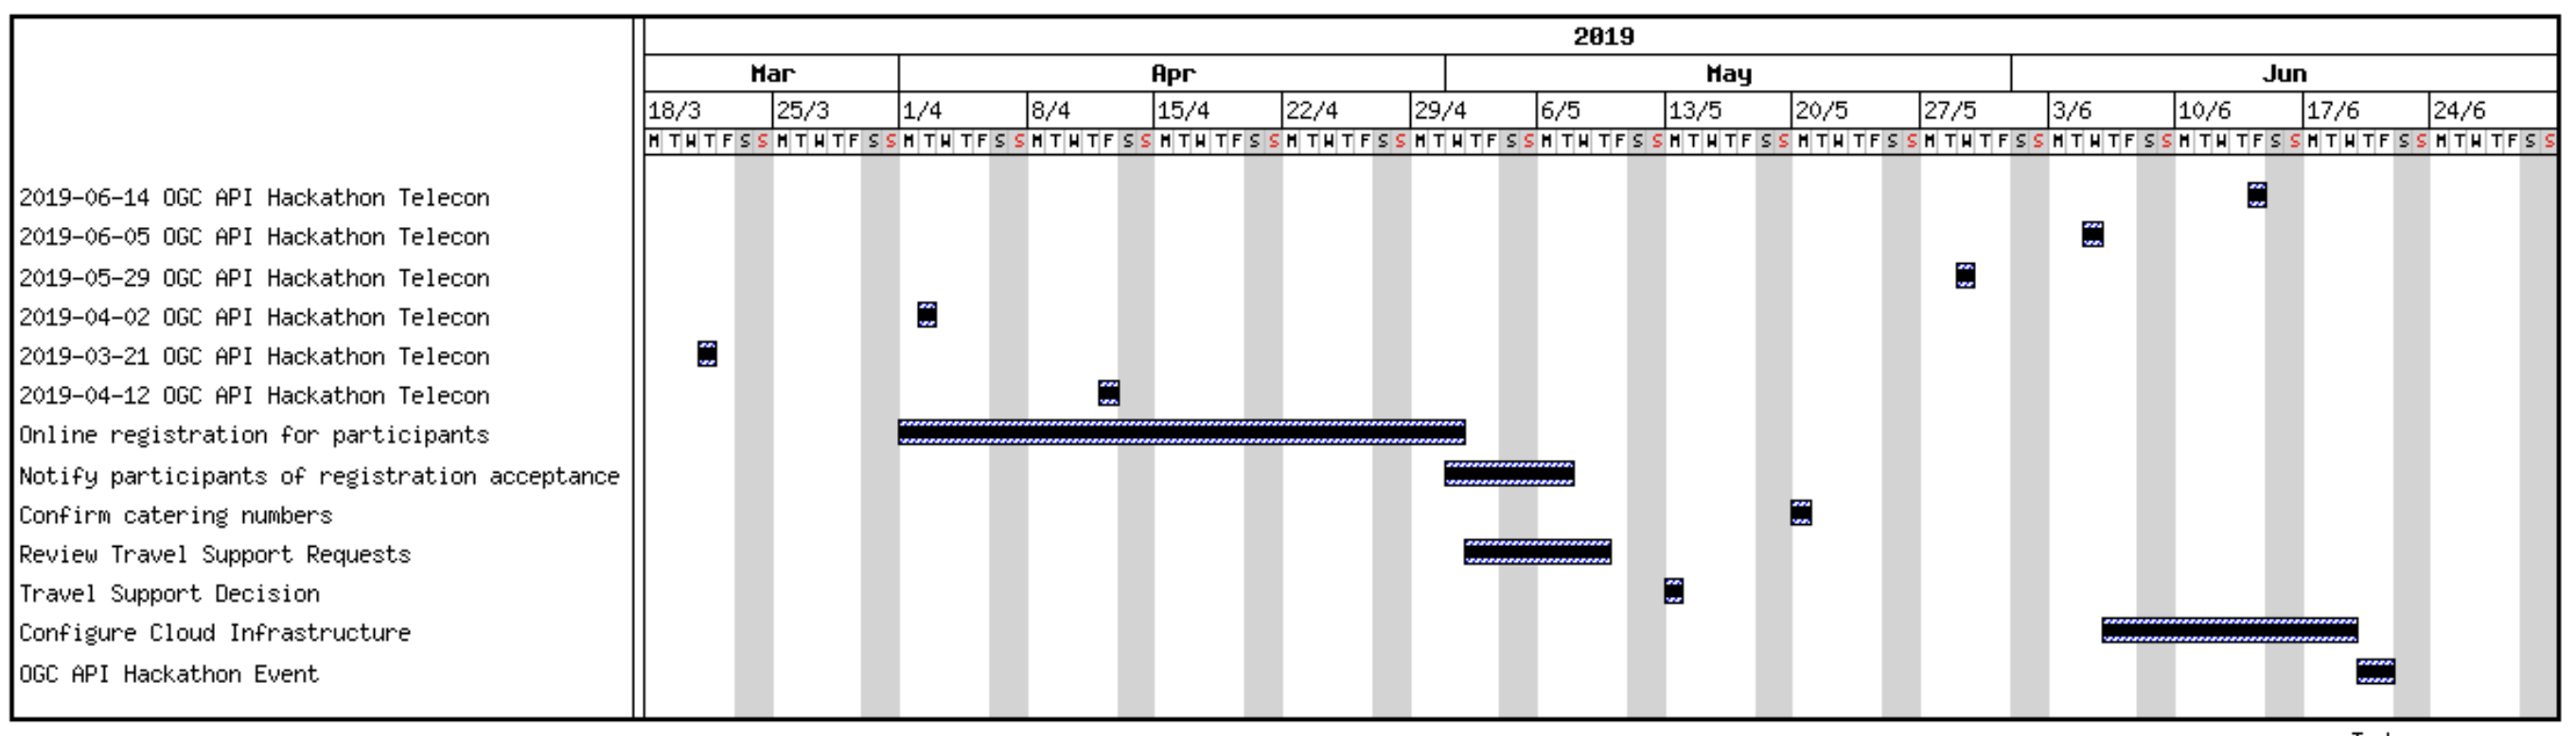 2019
Mar Apr May Jun
18/3 25/3 1/4 8/4 15/4 22/4 29/4 6/5 13/5 20/5 27/5 3/6 10/6 17/6 24/6
M T W T F S S M T W T F S S M T W T F S S M T W T F S S M T W T F S S M T W T F S S M T W T F S S M T W T F S S M T W T F S S M T W T F S S M T W T F S S M T W T F S S M T W T F S S M T W T F S S M T W T F S S
2019-06-14 OGC API Hackathon Telecon
2019-06-05 OGC API Hackathon Telecon
2019-05-29 OGC API Hackathon Telecon
2019-04-02 OGC API Hackathon Telecon
2019-03-21 OGC API Hackathon Telecon
2019-04-12 OGC API Hackathon Telecon
Online registration for participants
Notify participants of registration acceptance
Confirm catering numbers
Review Travel Support Requests
Travel Support Decision
Configure Cloud Infrastructure
OGC API Hackathon Event